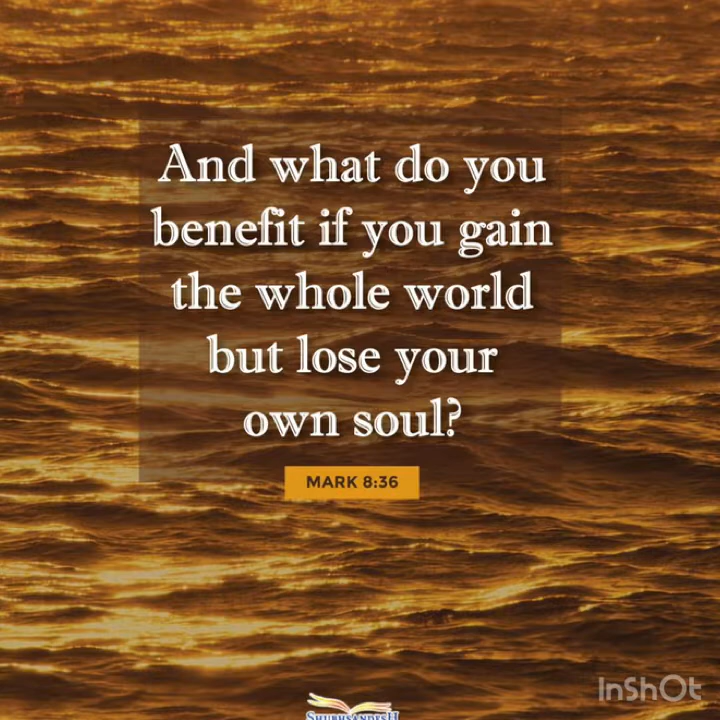 And what do you
benefit if you gain
the whole world
but lose your
own soul?
MARK 8:36
InShOt
SHUBHSANDESH